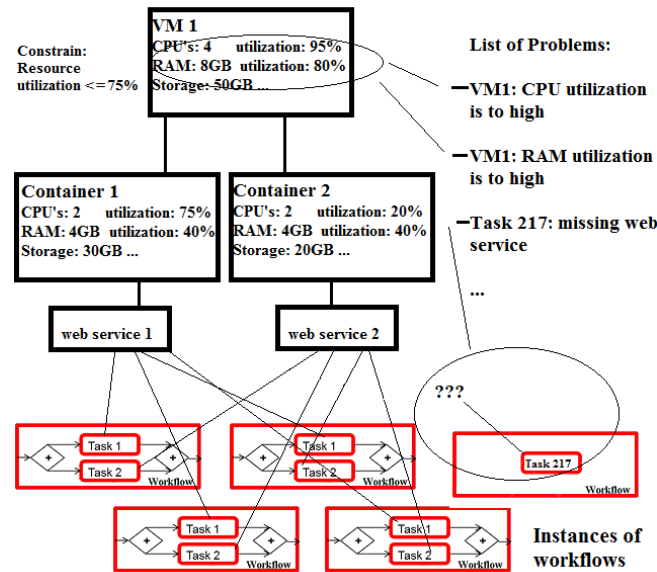 Constrain:
Resource
utilization <=75%
VM 1
CPU's: 4 utilization: 95%
RAM: 8GB utilization: 80%
Storage: 50GB ...
List of Problems:
VM1: CPU utilization
is to high
VM1: RAM utilization
is to high
Task 217: missing web
service
...
Container 1
CPU's: 2 utilization: 75%
RAM: 4GB utilization: 40%
Storage: 30GB ...
Container 2
CPU's: 2 utilization: 20%
RAM: 4GB utilization: 40%
Storage: 20GB ...
web service 1
web service 2
???
Task 217
Workflow
+
Task 1
Task 2
+
Workflow
+
Task 1
Task 2
+
Workflow
+
Task 1
Task 2
+
Workflow
+
Task 1
Task 2
+
Workflow
Instances of
workflows